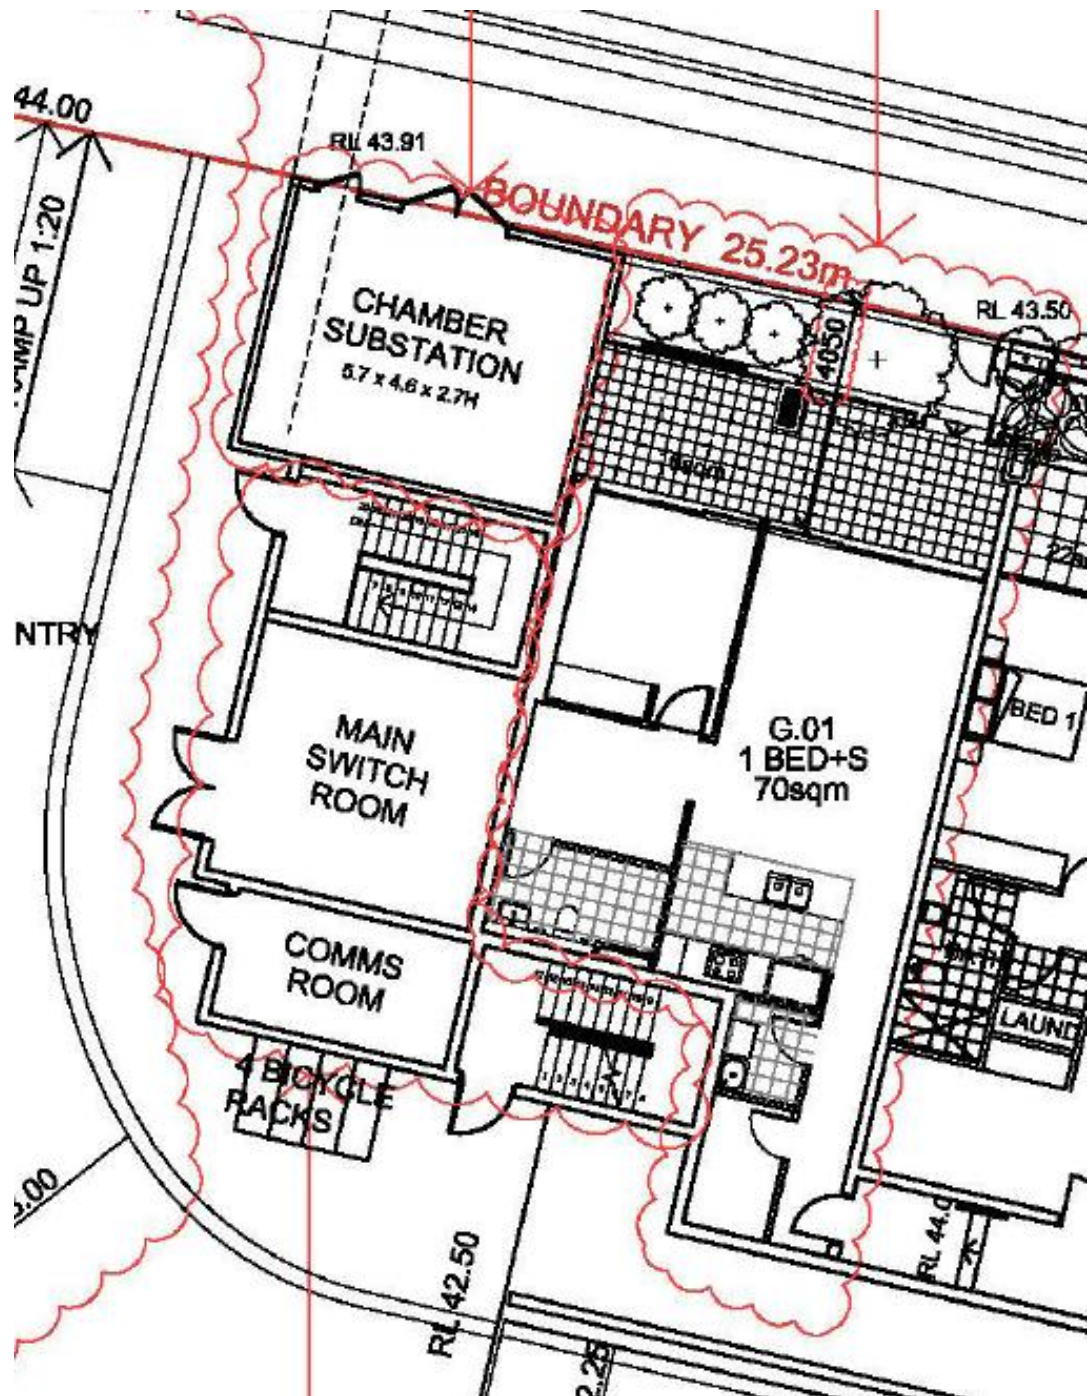 44.00
RL 43.91
BOUNDARY 25.23m
RAMP UP 1:20
CHAMBER
SUBSTATION
5.7 x 4.6 x 2.7H
4050
RL 43.50
NTRY
MAIN
SWITCH
ROOM
G.01
1 BED+S
70sqm
BED 1
COMMS
ROOM
LAUND
4 BICYCLE
RACKS
RL 42.50
RL 44.0
2.25